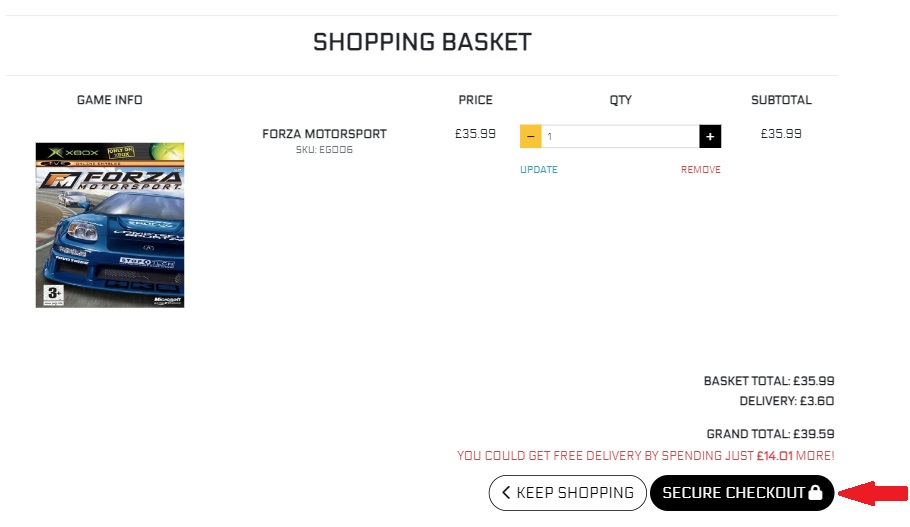 SHOPPING BASKET
GAME INFO PRICE QTY SUBTOTAL
FORZA MOTORSPORT £35.99 − 1 + £35.99
SKU: EG006
UPDATE REMOVE
XBOX ONLY ON XBOX
FORZA
MOTORSPORT
3+
Microsoft
BASKET TOTAL: £35.99
DELIVERY: £3.60
GRAND TOTAL: £39.59
YOU COULD GET FREE DELIVERY BY SPENDING JUST £14.01 MORE!
KEEP SHOPPING SECURE CHECKOUT